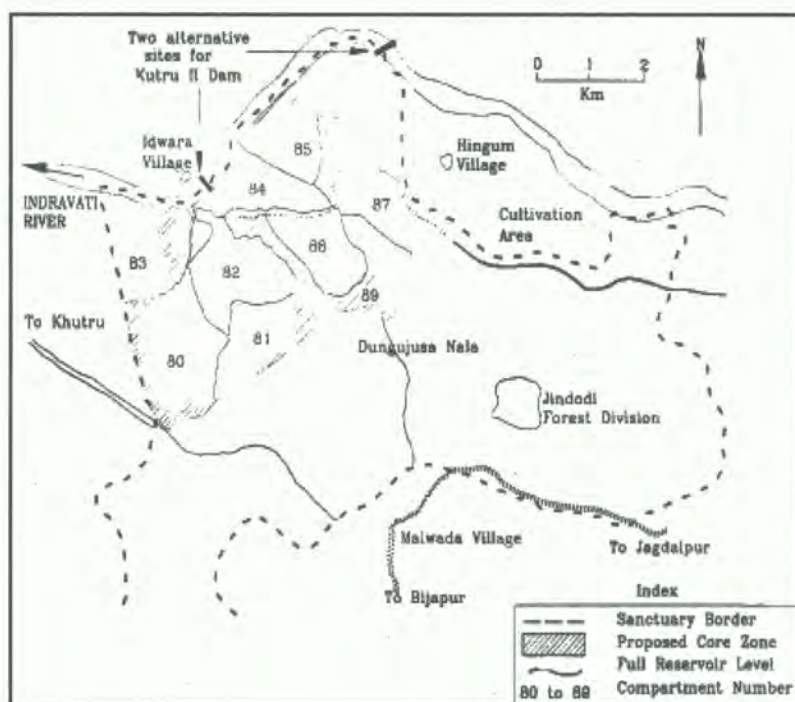 Two alternative
sites for
Kutru II Dam
0 1 2
Km
N
Idwara
Village
Hingum
Village
INDRAVATI
RIVER
Cultivation
Area
85
84
87
83
82
88
89
To Khutru
81
80
Dungujusa Nala
Jindodi
Forest Division
Malwada Village
To Jagdalpur
To Bijapur
Index
Sanctuary Border
Proposed Core Zone
Full Reservoir Level
80 to 89 Compartment Number